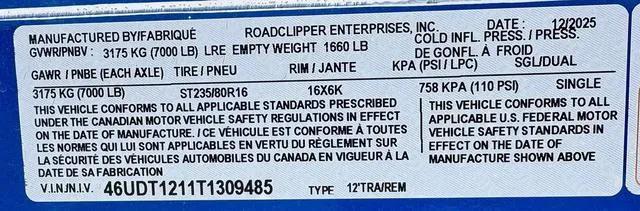 MANUFACTURED BY/FABRIQUÉ ROADCLIPPER ENTERPRISES, INC. DATE : 12/2025
GVWR/PNBV : 3175 KG (7000 LB) LRE EMPTY WEIGHT 1660 LB COLD INFL. PRESS./ PRESS.
DE GONFL. À FROID
GAWR / PNBE (EACH AXLE) TIRE / PNEU RIM / JANTE KPA (PSI / LPC) SGL/DUAL
3175 KG (7000 LB) ST235/80R16 16X6K 758 KPA (110 PSI) SINGLE
THIS VEHICLE CONFORMS TO ALL APPLICABLE STANDARDS PRESCRIBED
UNDER THE CANADIAN MOTOR VEHICLE SAFETY REGULATIONS IN EFFECT
ON THE DATE OF MANUFACTURE. / CE VÉHICULE EST CONFORME À TOUTES
LES NORMES QUI LUI SONT APPLICABLES EN VERTU DU RÈGLEMENT SUR
LA SÉCURITÉ DES VÉHICULES AUTOMOBILES DU CANADA EN VIGUEUR À LA
DATE DE SA FABRICATION
THIS VEHICLE CONFORMS TO ALL
APPLICABLE U.S. FEDERAL MOTOR
VEHICLE SAFETY STANDARDS IN
EFFECT ON THE DATE OF
MANUFACTURE SHOWN ABOVE
V.I.N./N.I.V. 46UDT1211T1309485 TYPE 12'TRA/REM